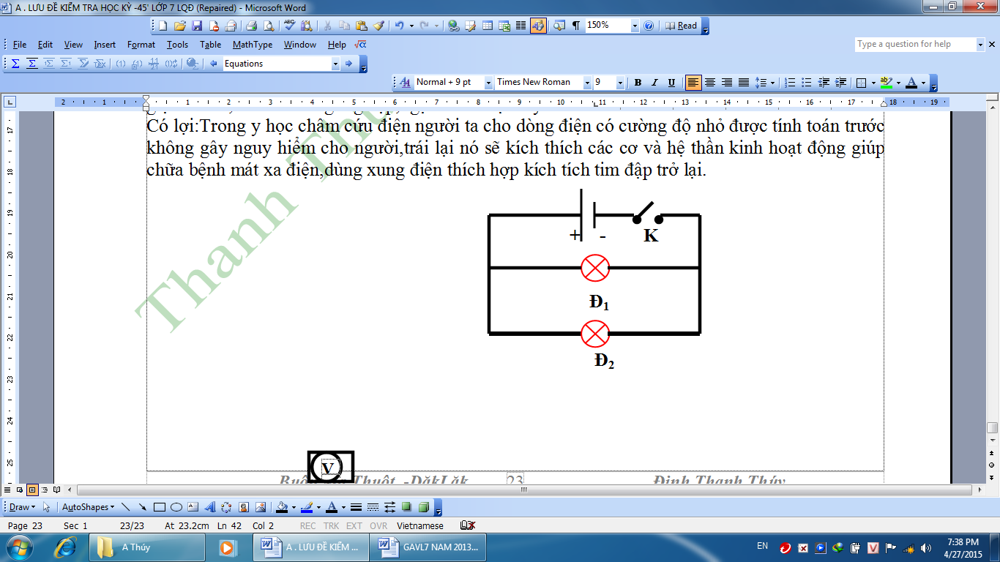 A . LƯU ĐỀ KIỂM TRA HỌC KỲ -45' LỚP 7 LQĐ (Repaired) - Microsoft Word
150% Read
File Edit View Insert Format Tools Table MathType Window Help
Type a question for help
Equations
Normal + 9 pt Times New Roman 9 B I U
2 1 1 2 3 4 5 6 7 8 9 10 11 12 13 14 15 16 17 18 19
Có lợi:Trong y học châm cứu điện người ta cho dòng điện có cường độ nhỏ được tính toán trước
không gây nguy hiểm cho người,trái lại nó sẽ kích thích các cơ và hệ thần kinh hoạt động giúp
chữa bệnh mát xa điện,dùng xung điện thích hợp kích tích tim đập trở lại.
17
18
19
20
21
22
23
24
25
Thanh
+ - K
Đ1
Đ2
V
Buôn Thuột -DăkLăk 23 Đinh Thanh Thúy
Draw AutoShapes
Page 23 Sec 1 23/23 At 23.2cm Ln 42 Col 2 REC TRK EXT OVR Vietnamese
A Thúy
A . LƯU ĐỀ KIỂM ...
GAVL7 NAM 2013...
EN
7:38 PM
4/27/2015